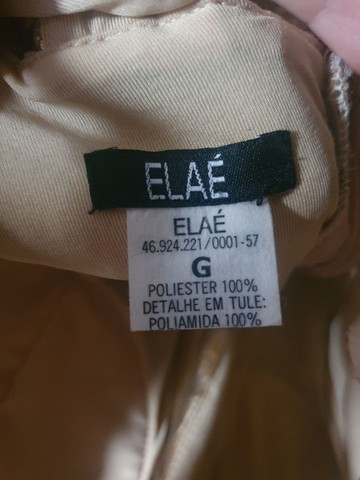 ELAÉ
ELAÉ
46.924.221/0001-57
G
POLIESTER 100%
DETALHE EM TULE:
POLIAMIDA 100%